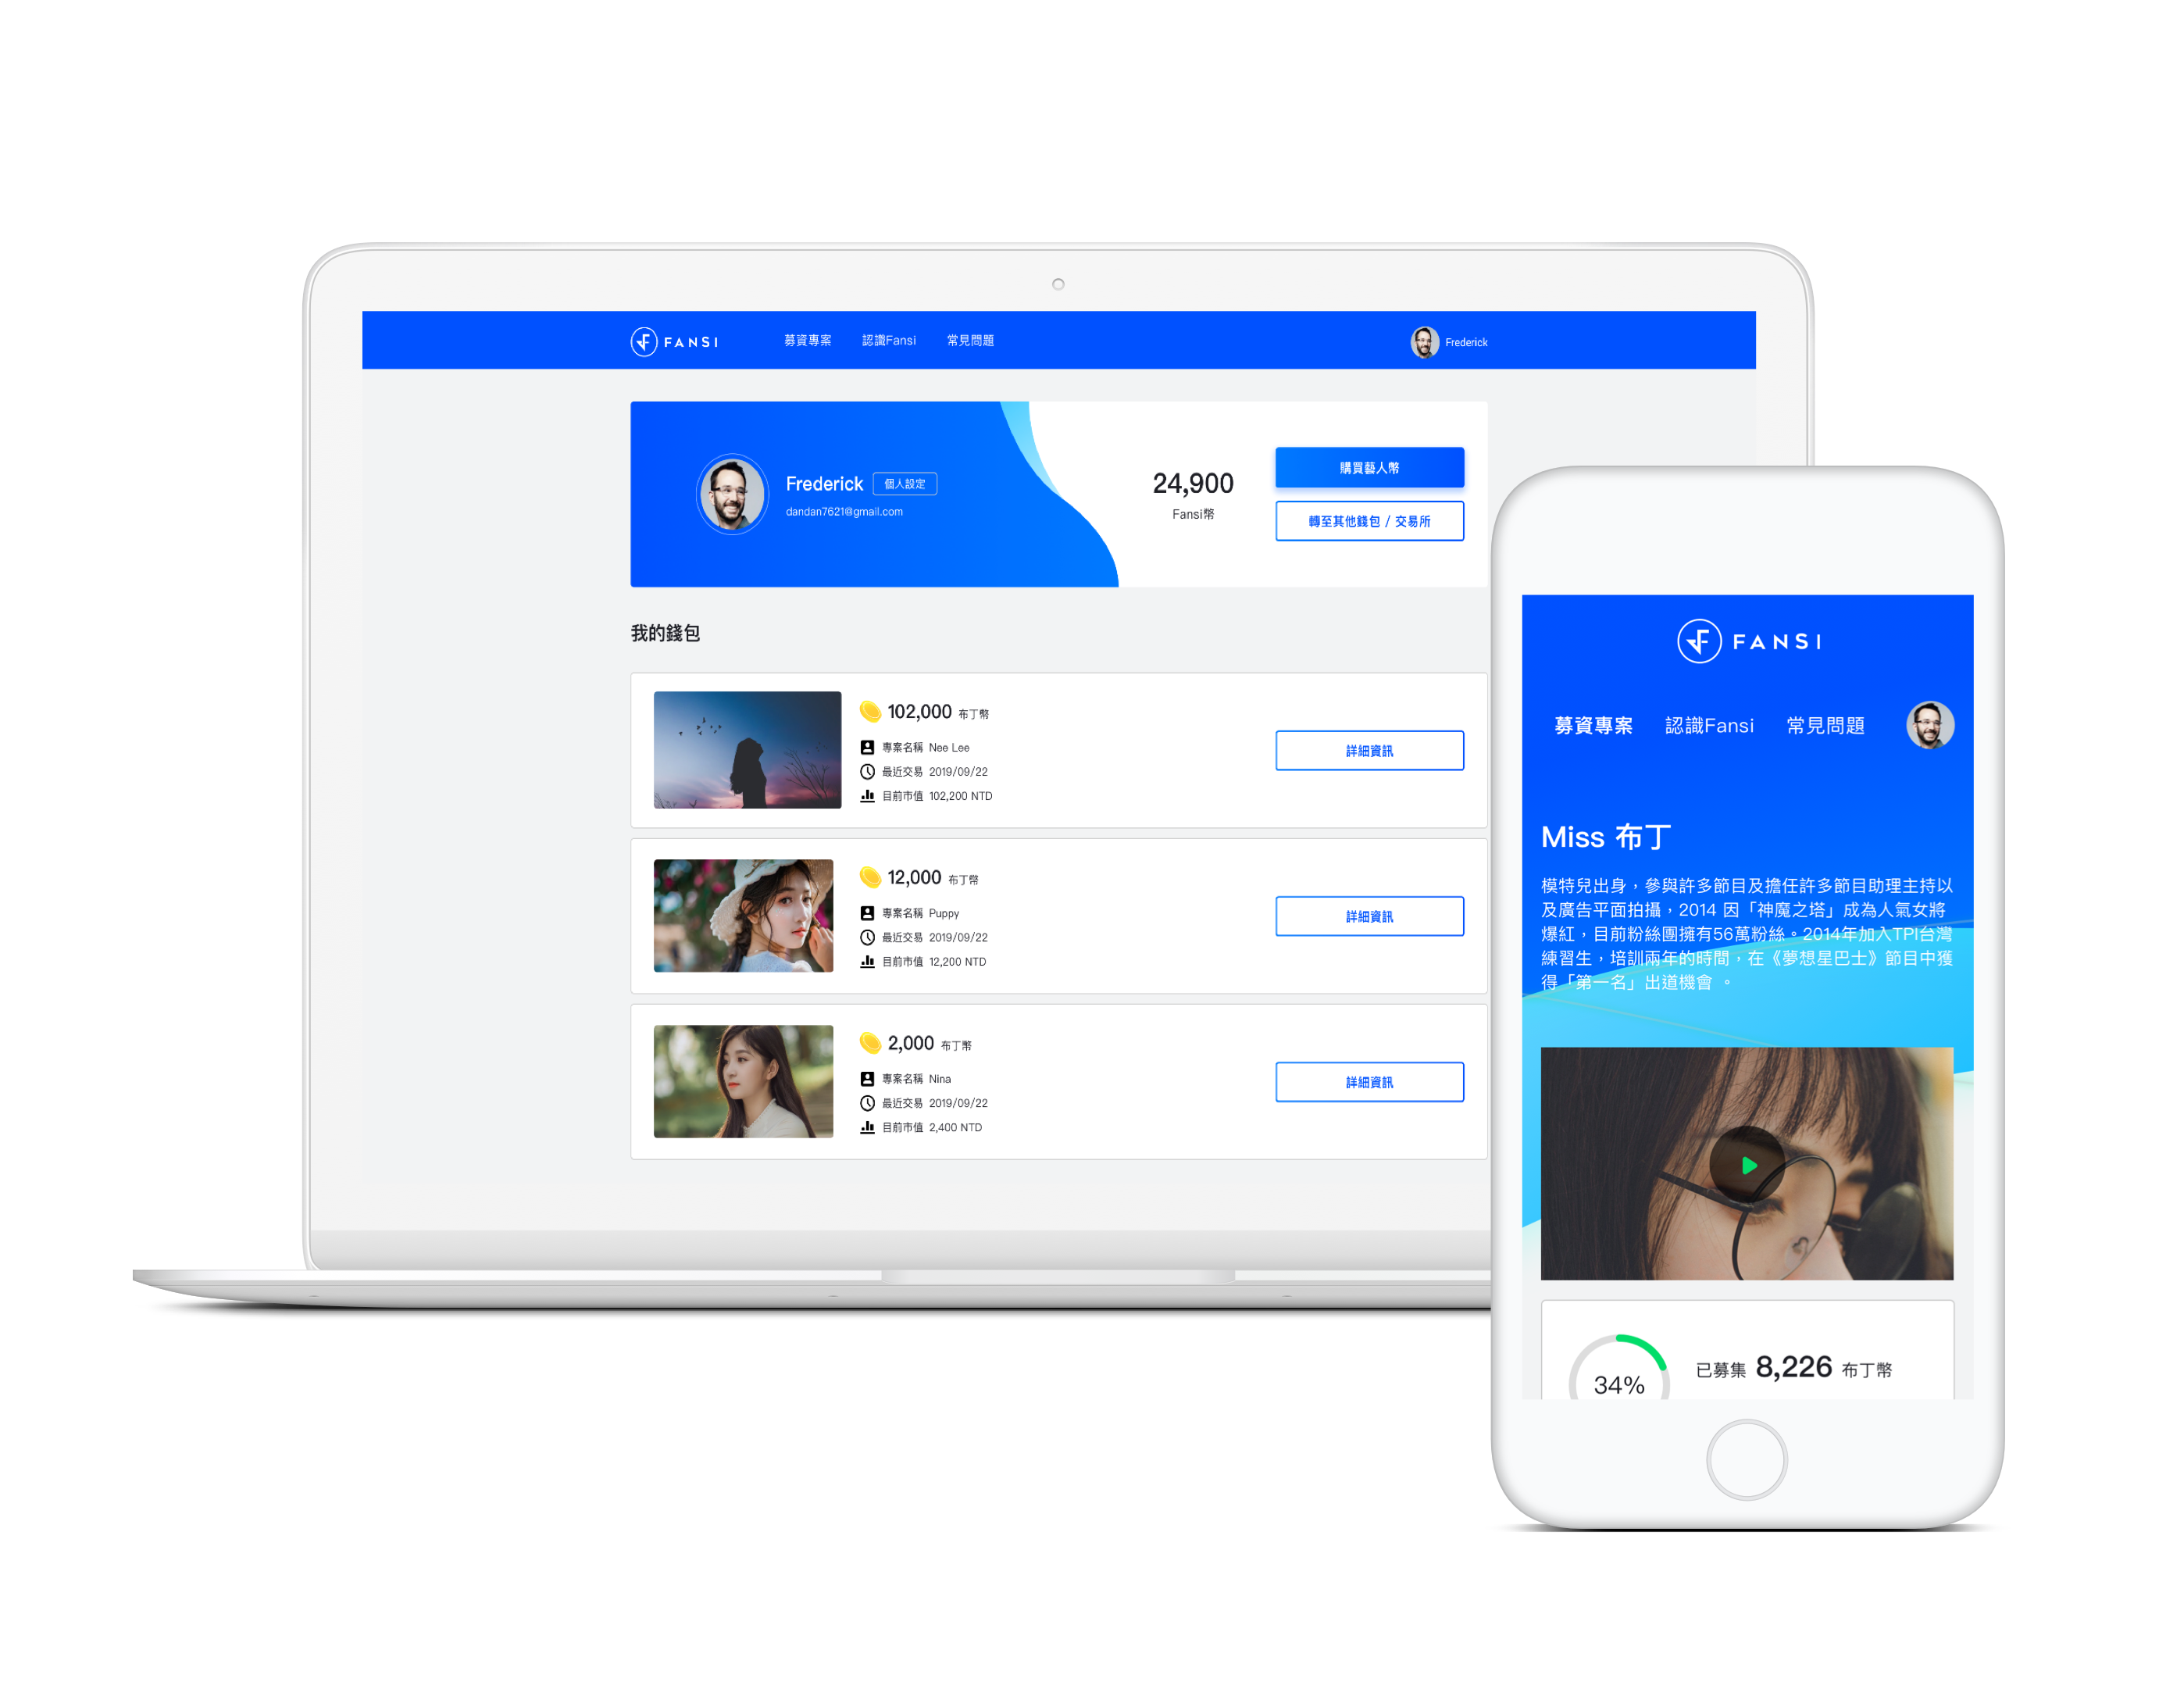 FANSI 募資專案 認識Fansi 常見問題 Frederick
Frederick 個人設定
dandan7621@gmail.com
24,900
Fansi幣
購買藝人幣
轉至其他錢包 / 交易所
我的錢包
102,000 布丁幣
專案名稱 Nee Lee
最近交易 2019/09/22
目前市值 102,200 NTD
詳細資訊
12,000 布丁幣
專案名稱 Puppy
最近交易 2019/09/22
目前市值 12,200 NTD
詳細資訊
2,000 布丁幣
專案名稱 Nina
最近交易 2019/09/22
目前市值 2,400 NTD
詳細資訊
FANSI
募資專案 認識Fansi 常見問題
Miss 布丁
模特兒出身，參與許多節目及擔任許多節目助理主持以
及廣告平面拍攝，2014 因「神魔之塔」成為人氣女將
爆紅，目前粉絲團擁有56萬粉絲。2014年加入TPI台灣
練習生，培訓兩年的時間，在《夢想星巴士》節目中獲
得「第一名」出道機會 。
34%
已募集 8,226 布丁幣